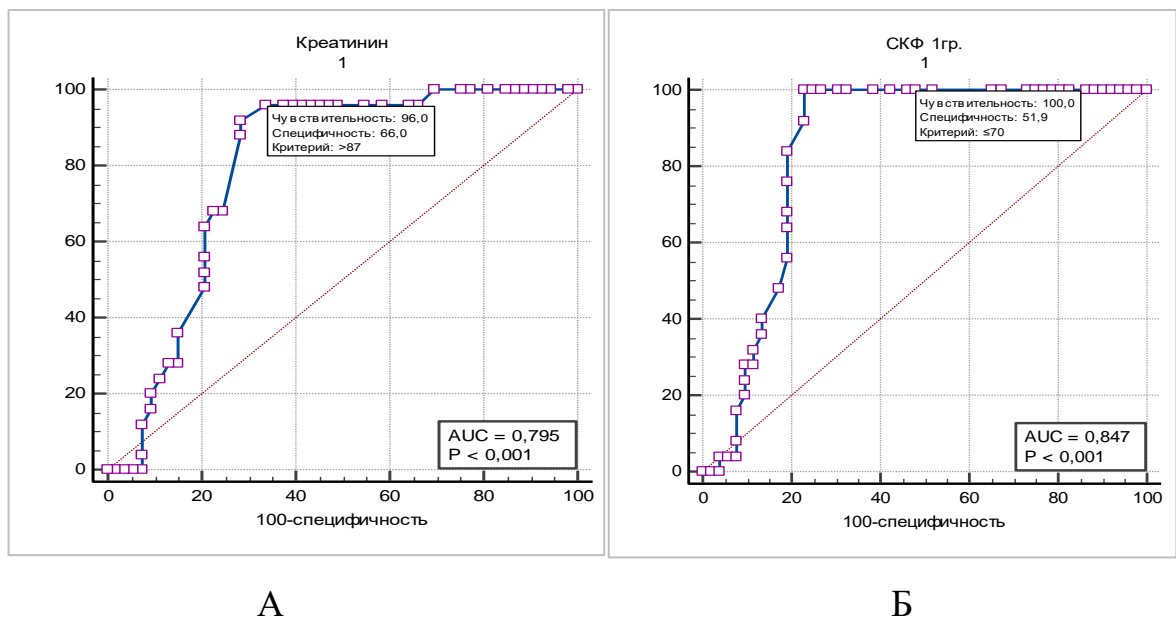 Креатинин
1
100
80
60
40
20
0
Чувствительность: 96,0
Специфичность: 66,0
Критерий: >87
AUC = 0,795
P < 0,001
0 20 40 60 80 100
100-специфичность
А
СКФ 1гр.
1
100
80
60
40
20
0
Чувствительность: 100,0
Специфичность: 51,9
Критерий: ≤70
AUC = 0,847
P < 0,001
0 20 40 60 80 100
100-специфичность
Б